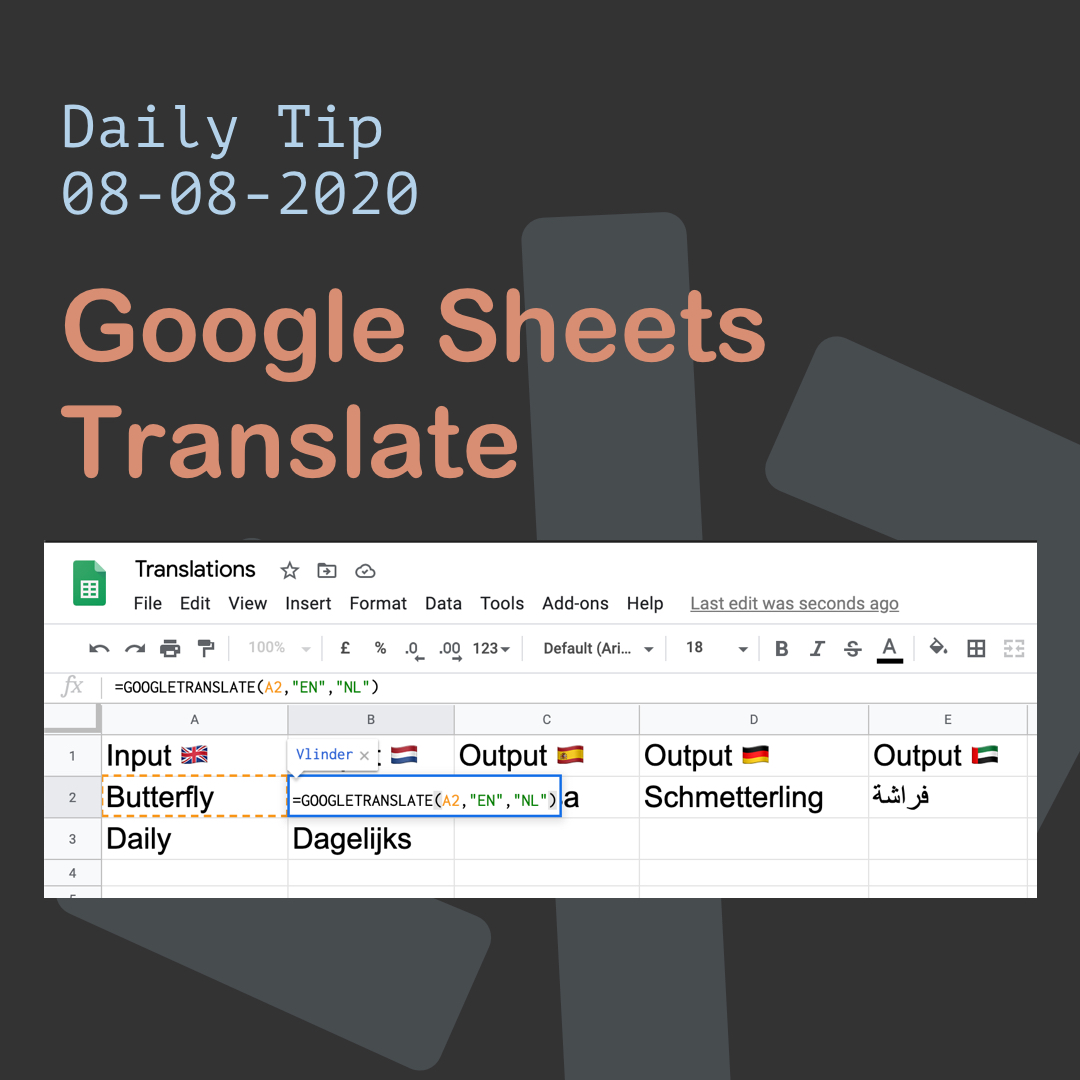 Daily Tip
08-08-2020
Google Sheets
Translate
Translations
File Edit View Insert Format Data Tools Add-ons Help Last edit was seconds ago
100% £ % .0 .00 123 Default (Ari... 18 B I S A
fx =GOOGLETRANSLATE(A2,"EN","NL")
A B C D E
1 Input 🇬🇧 Vlinder × 🇳🇱 Output 🇪🇸 Output 🇩🇪 Output 🇦🇪
2 Butterfly =GOOGLETRANSLATE(A2,"EN","NL") Schmetterling فراشة
3 Daily Dagelijks
4